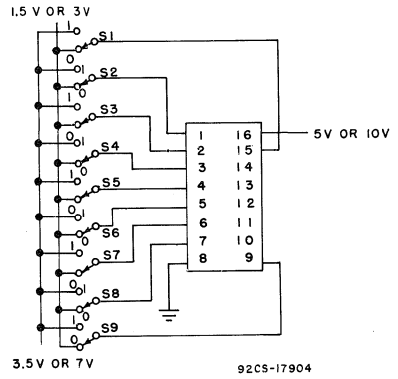 1.5 V OR 3V
1
S1
0
1
S2
0
1
S3
0
1
S4
0
1
S5
0
1
S6
0
1
S7
0
1
S8
0
1
S9
0
1 16
2 15
3 14
4 13
5 12
6 11
7 10
8 9
5V OR 10V
3.5V OR 7V
92CS-17904